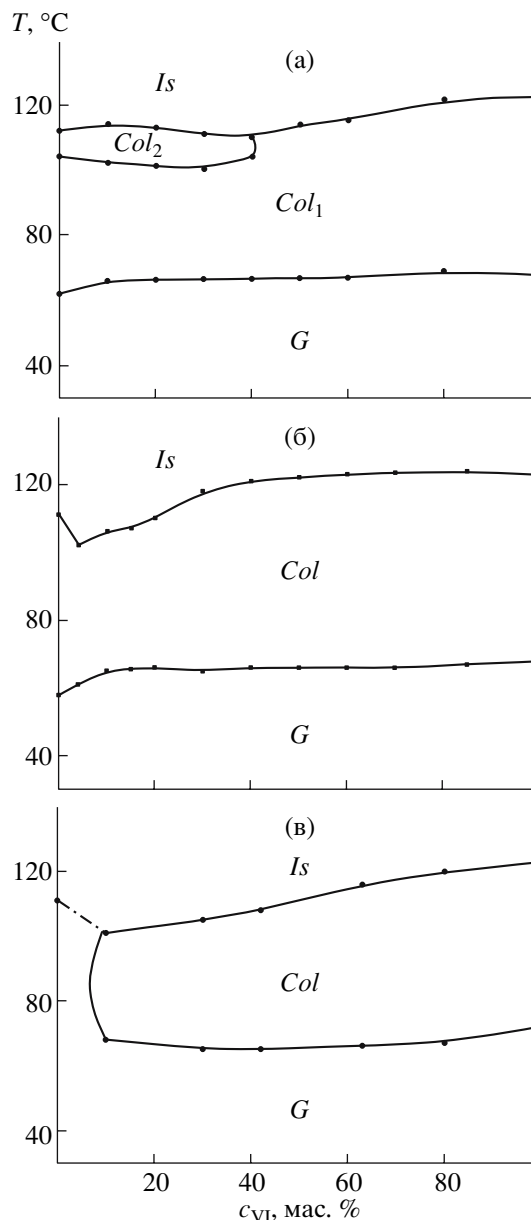 T, °C
(а)
Is
120
Col2
Col1
80
G
40
(б)
Is
120
Col
80
G
40
(в)
Is
120
Col
80
G
40
20 40 60 80
cVI, мас. %